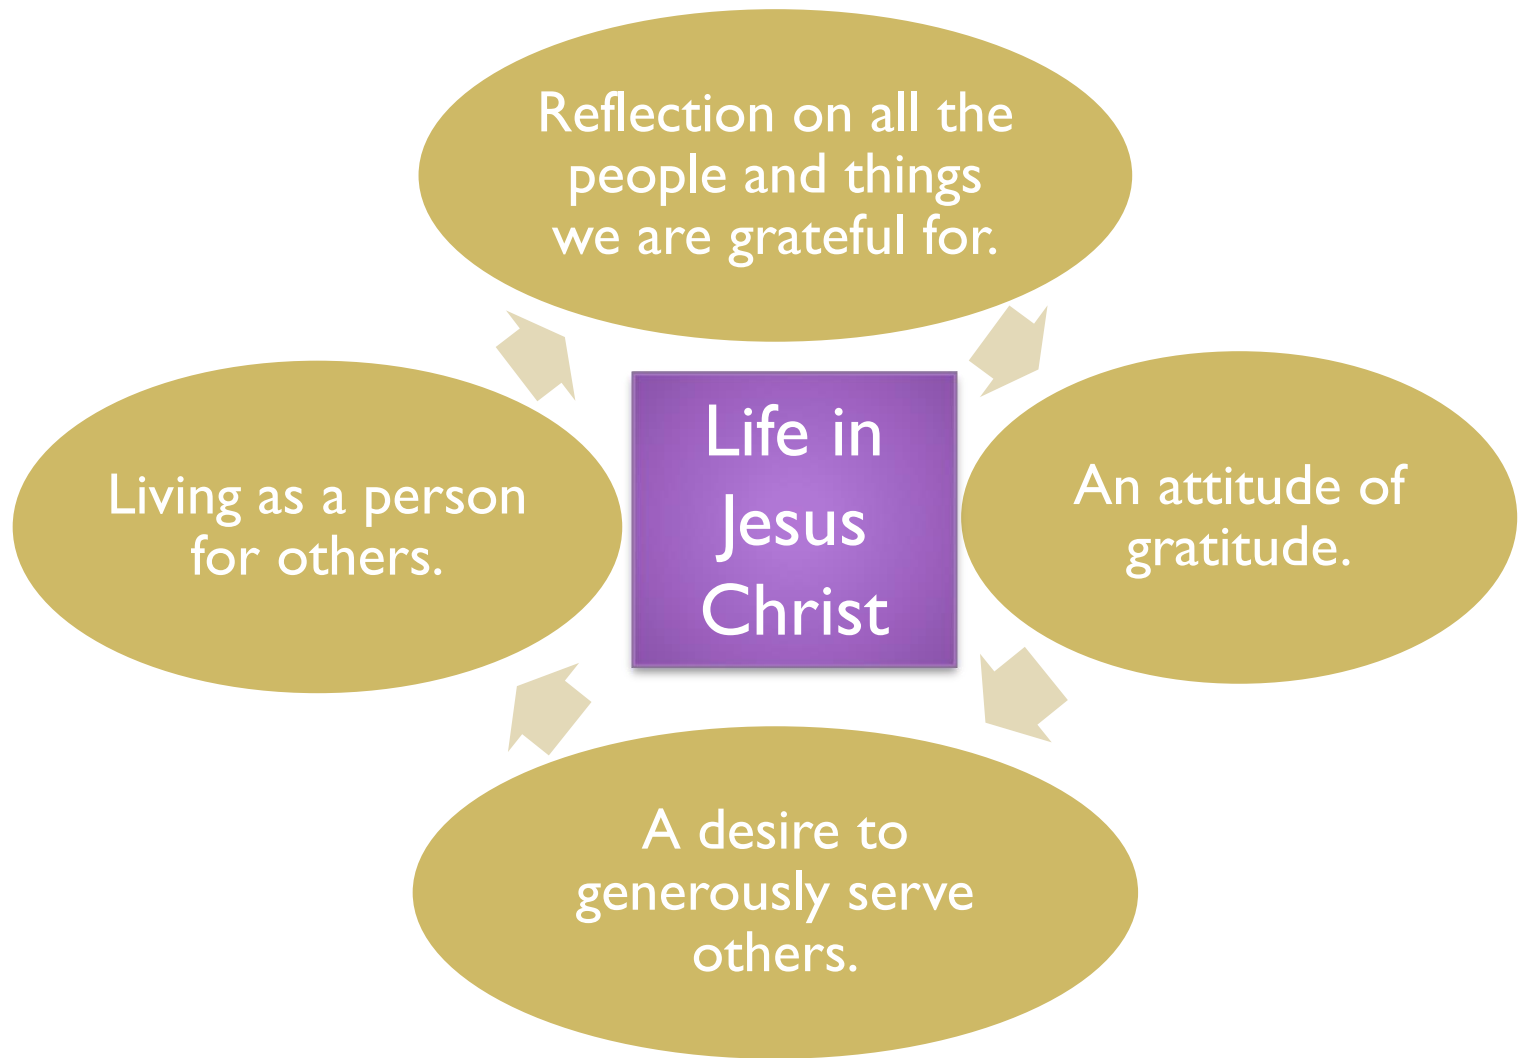 Reflection on all the
people and things
we are grateful for.
Life in
Jesus
Christ
Living as a person
for others.
An attitude of
gratitude.
A desire to
generously serve
others.